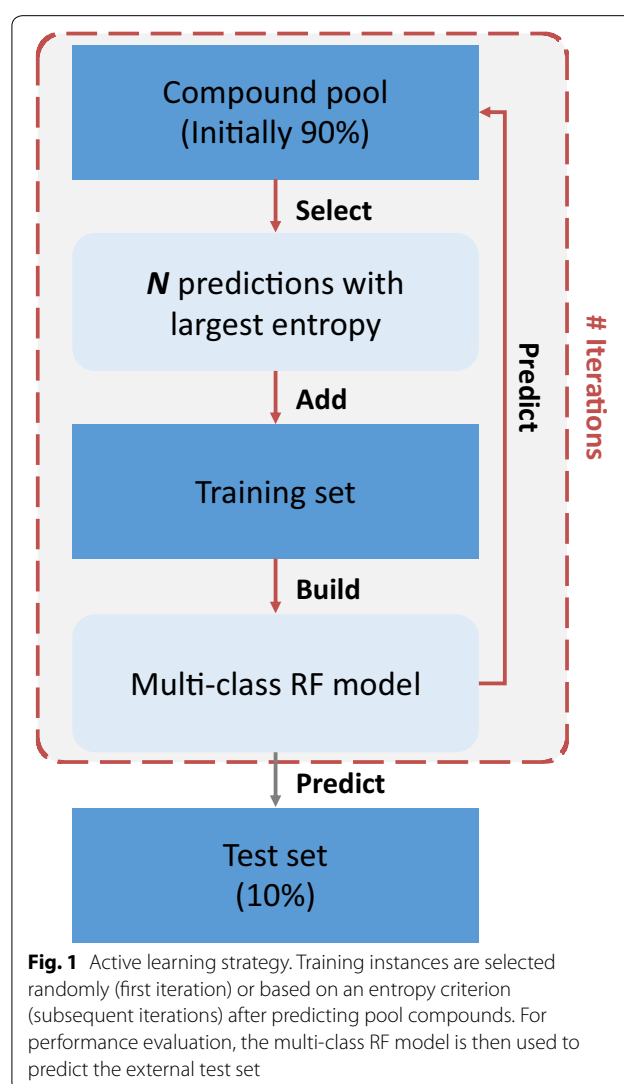 Compound pool
(Initially 90%)
Select
N predictions with
largest entropy
Add
Training set
Build
Multi-class RF model
Predict
# Iterations
Predict
Test set
(10%)
Fig. 1 Active learning strategy. Training instances are selected
randomly (first iteration) or based on an entropy criterion
(subsequent iterations) after predicting pool compounds. For
performance evaluation, the multi-class RF model is then used to
predict the external test set